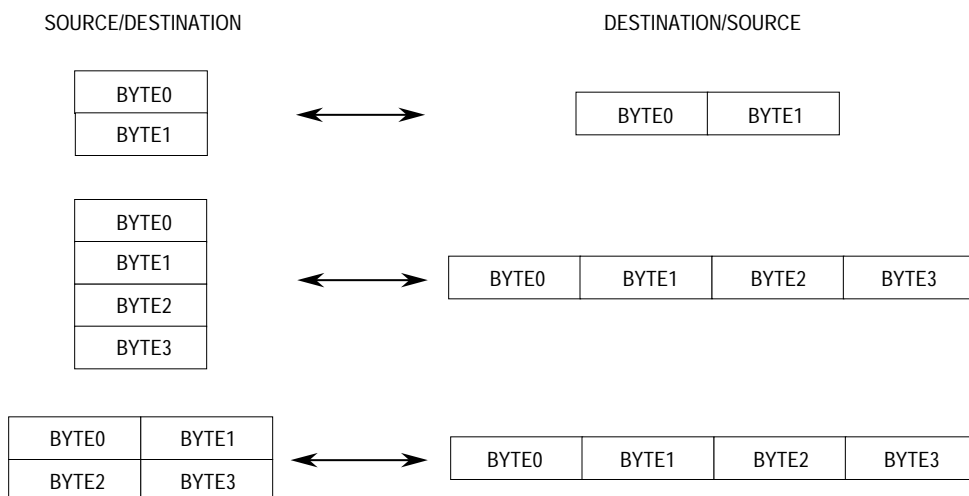 SOURCE/DESTINATION DESTINATION/SOURCE
BYTE0
BYTE1
BYTE0 BYTE1
BYTE0
BYTE1
BYTE2
BYTE3
BYTE0 BYTE1 BYTE2 BYTE3
BYTE0 BYTE1
BYTE2 BYTE3
BYTE0 BYTE1 BYTE2 BYTE3